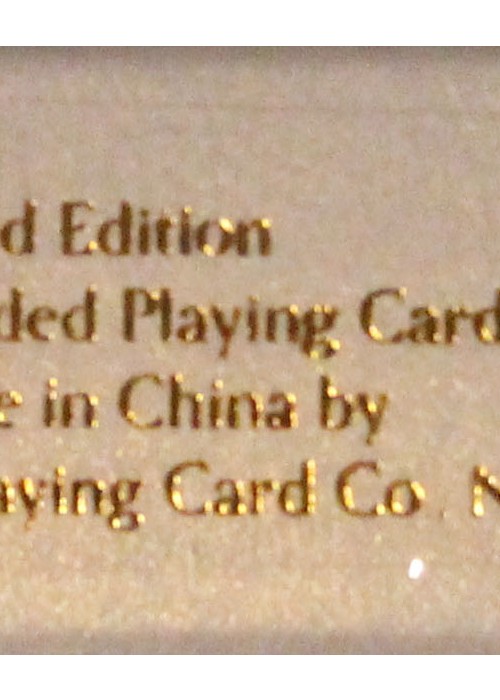 d Edition
ded Playing Card
e in China by
aying Card Co. N